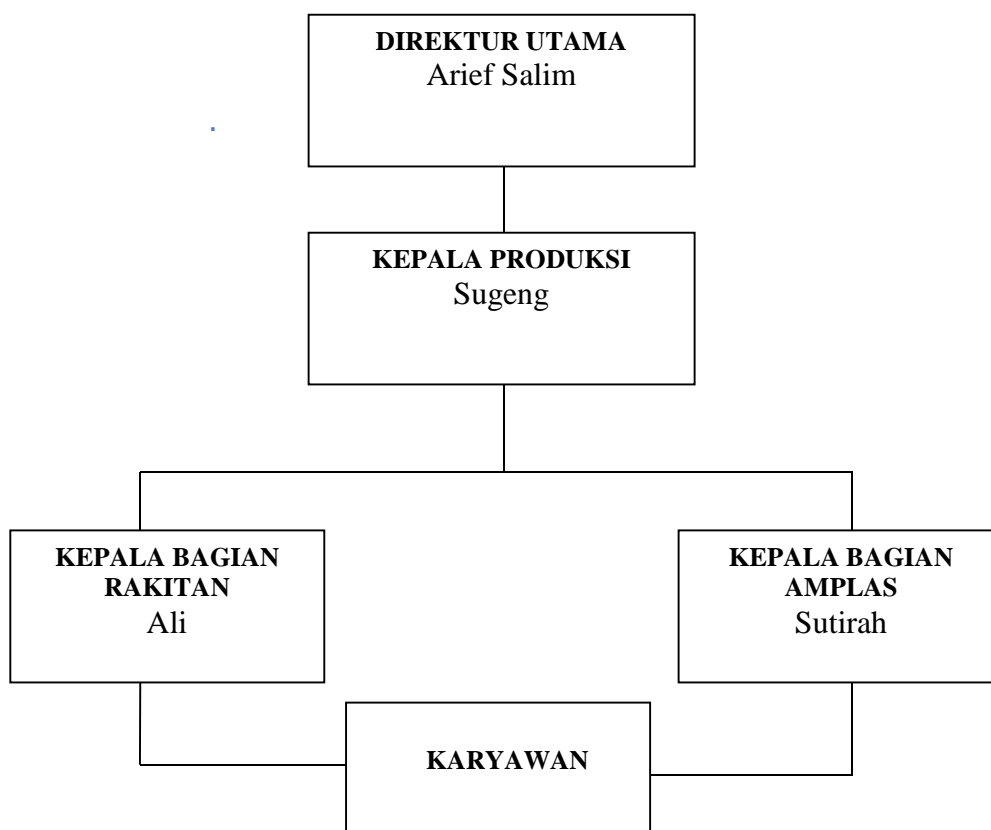 DIREKTUR UTAMA
Arief Salim
KEPALA PRODUKSI
Sugeng
KEPALA BAGIAN
RAKITAN
Ali
KEPALA BAGIAN
AMPLAS
Sutirah
KARYAWAN